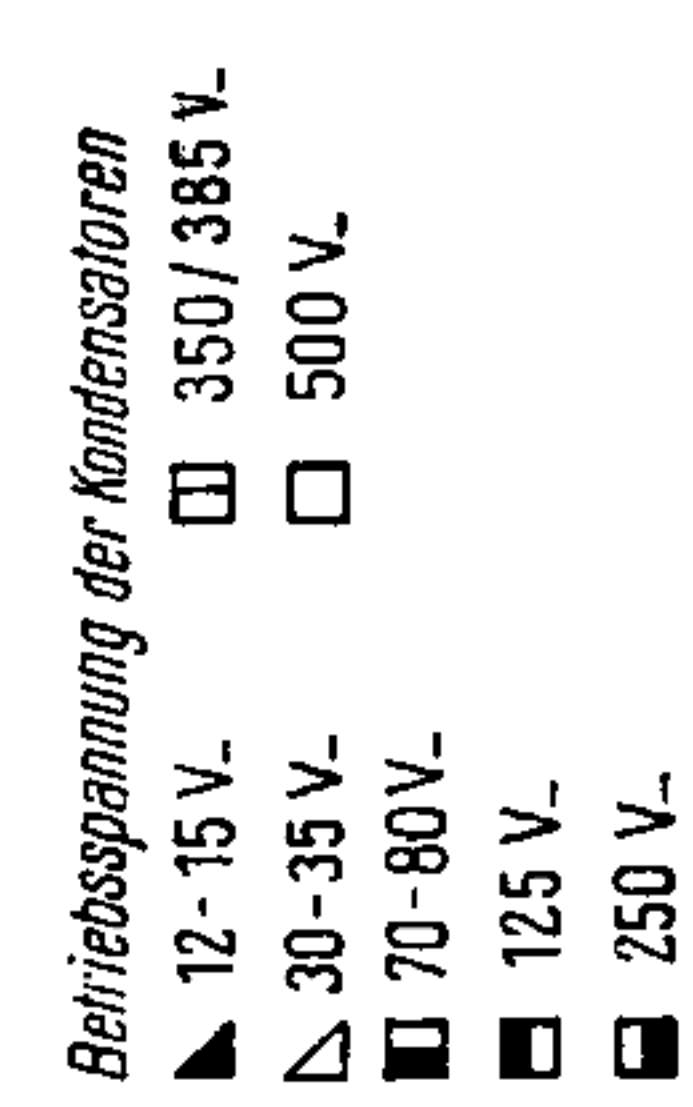 Betriebsspannung der Kondensatoren
12-15 V_
30-35 V_
70-80 V_
125 V_
250 V_
350/385 V_
500 V_